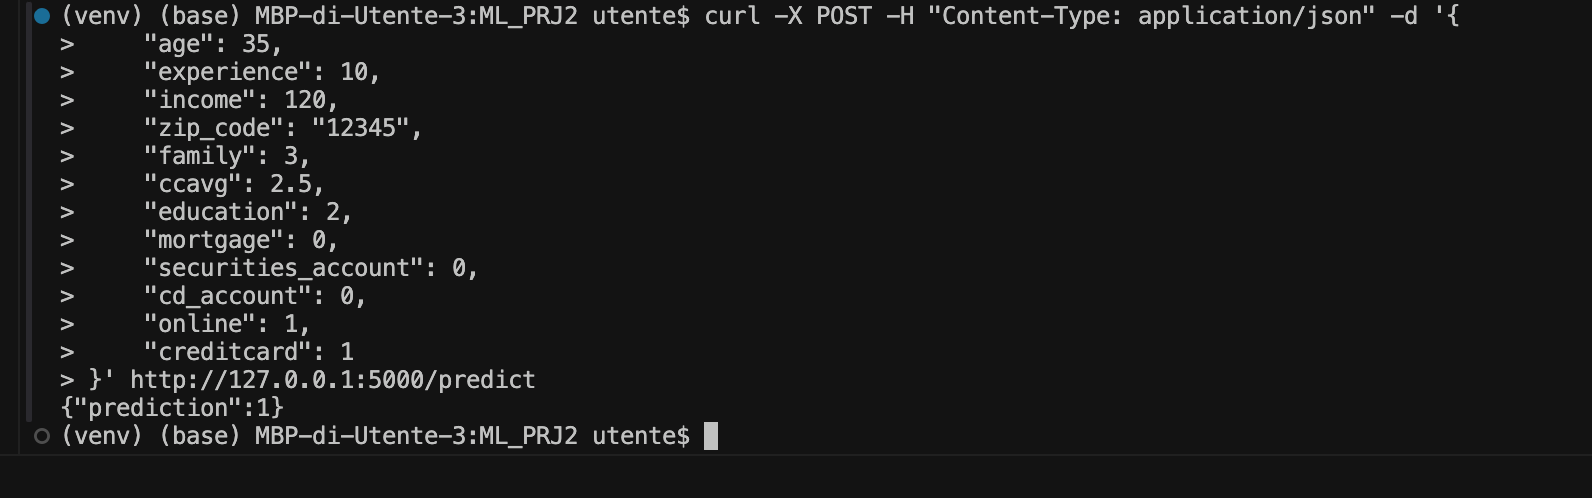 (venv) (base) MBP-di-Utente-3:ML_PRJ2 utente$ curl -X POST -H "Content-Type: application/json" -d '{
>     "age": 35,
>     "experience": 10,
>     "income": 120,
>     "zip_code": "12345",
>     "family": 3,
>     "ccavg": 2.5,
>     "education": 2,
>     "mortgage": 0,
>     "securities_account": 0,
>     "cd_account": 0,
>     "online": 1,
>     "creditcard": 1
> }' http://127.0.0.1:5000/predict
{"prediction":1}
(venv) (base) MBP-di-Utente-3:ML_PRJ2 utente$